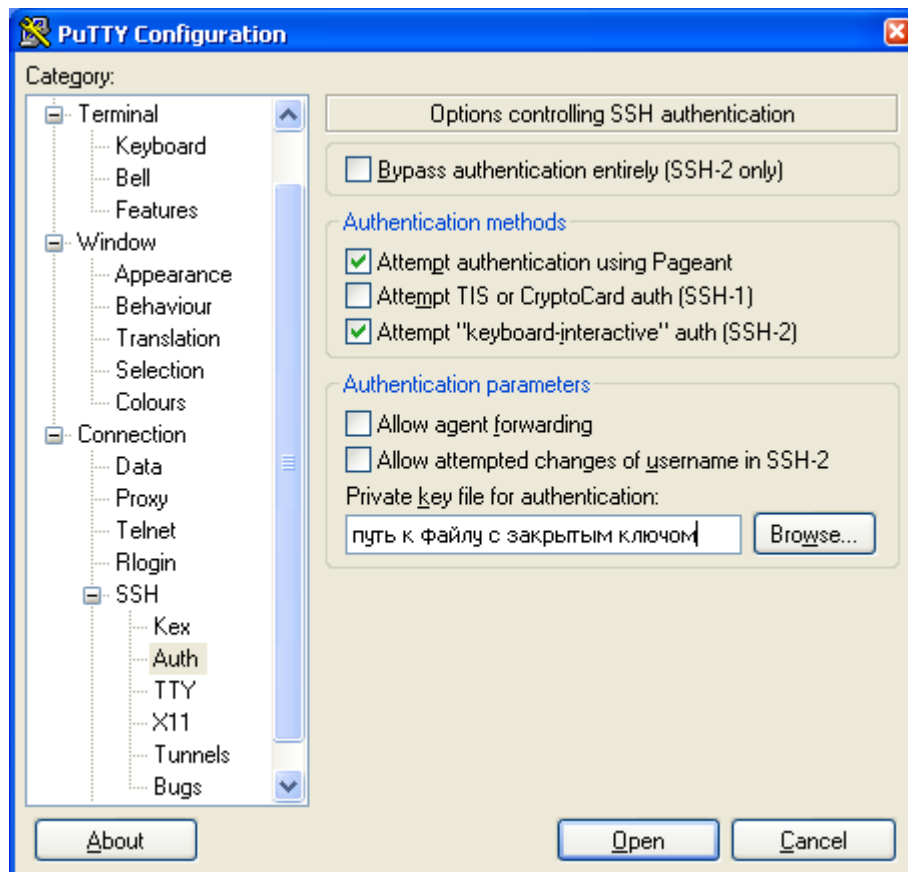 PuTTY Configuration
Category:
Terminal
Keyboard
Bell
Features
Window
Appearance
Behaviour
Translation
Selection
Colours
Connection
Data
Proxy
Telnet
Rlogin
SSH
Kex
Auth
TTY
X11
Tunnels
Bugs
Options controlling SSH authentication
Bypass authentication entirely (SSH-2 only)
Authentication methods
Attempt authentication using Pageant
Attempt TIS or CryptoCard auth (SSH-1)
Attempt "keyboard-interactive" auth (SSH-2)
Authentication parameters
Allow agent forwarding
Allow attempted changes of username in SSH-2
Private key file for authentication:
путь к файлу с закрытым ключом
Browse...
About
Open
Cancel